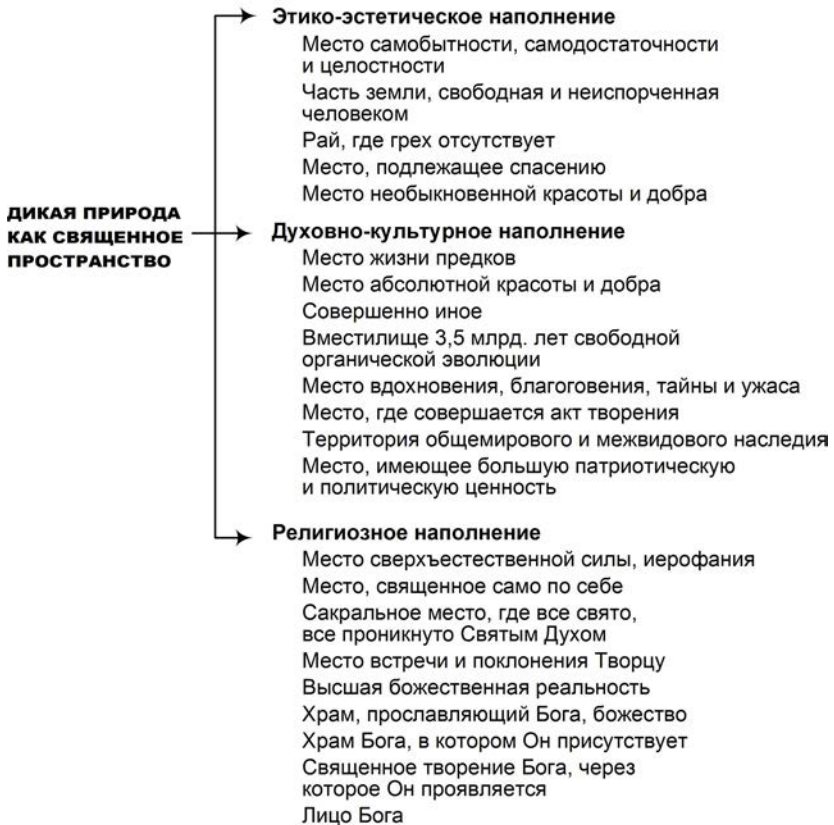 Этико-эстетическое наполнение
Место самобытности, самодостаточности
и целостности
Часть земли, свободная и неиспорченная
человеком
Рай, где грех отсутствует
Место, подлежащее спасению
Место необыкновенной красоты и добра
ДИКАЯ ПРИРОДА
КАК СВЯЩЕННОЕ
ПРОСТРАНСТВО
Духовно-культурное наполнение
Место жизни предков
Место абсолютной красоты и добра
Совершенно иное
Вместилище 3,5 млрд. лет свободной
органической эволюции
Место вдохновения, благоговения, тайны и ужаса
Место, где совершается акт творения
Территория общемирового и межвидового наследия
Место, имеющее большую патриотическую
и политическую ценность
Религиозное наполнение
Место сверхъестественной силы, иерофания
Место, священное само по себе
Сакральное место, где все свято,
все проникнуто Святым Духом
Место встречи и поклонения Творцу
Высшая божественная реальность
Храм, прославляющий Бога, божество
Храм Бога, в котором Он присутствует
Священное творение Бога, через
которое Он проявляется
Лицо Бога